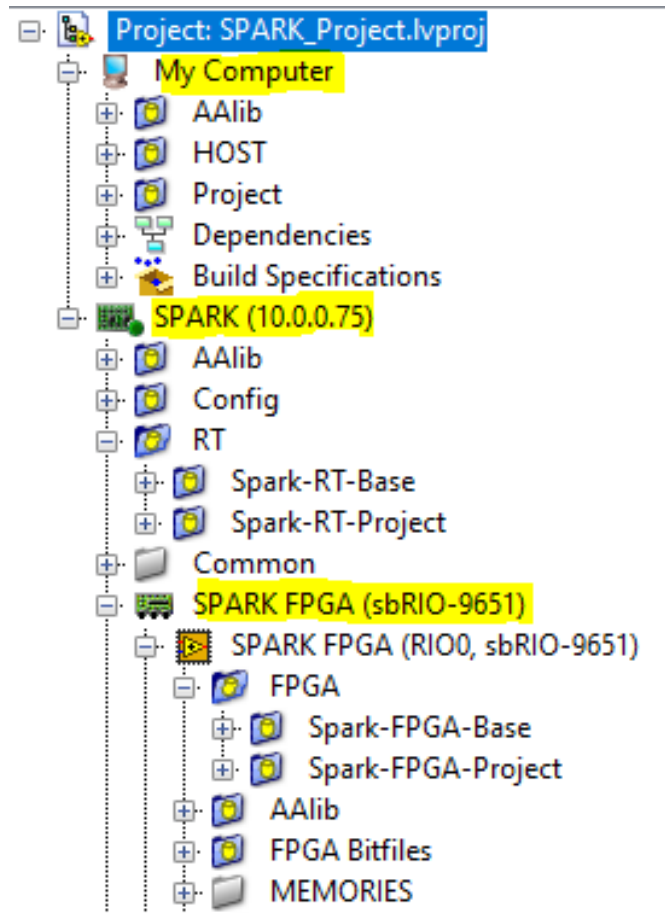 Project: SPARK_Project.lvproj
My Computer
AAlib
HOST
Project
Dependencies
Build Specifications
SPARK (10.0.0.75)
AAlib
Config
RT
Spark-RT-Base
Spark-RT-Project
Common
SPARK FPGA (sbRIO-9651)
SPARK FPGA (RIO0, sbRIO-9651)
FPGA
Spark-FPGA-Base
Spark-FPGA-Project
AAlib
FPGA Bitfiles
MEMORIES